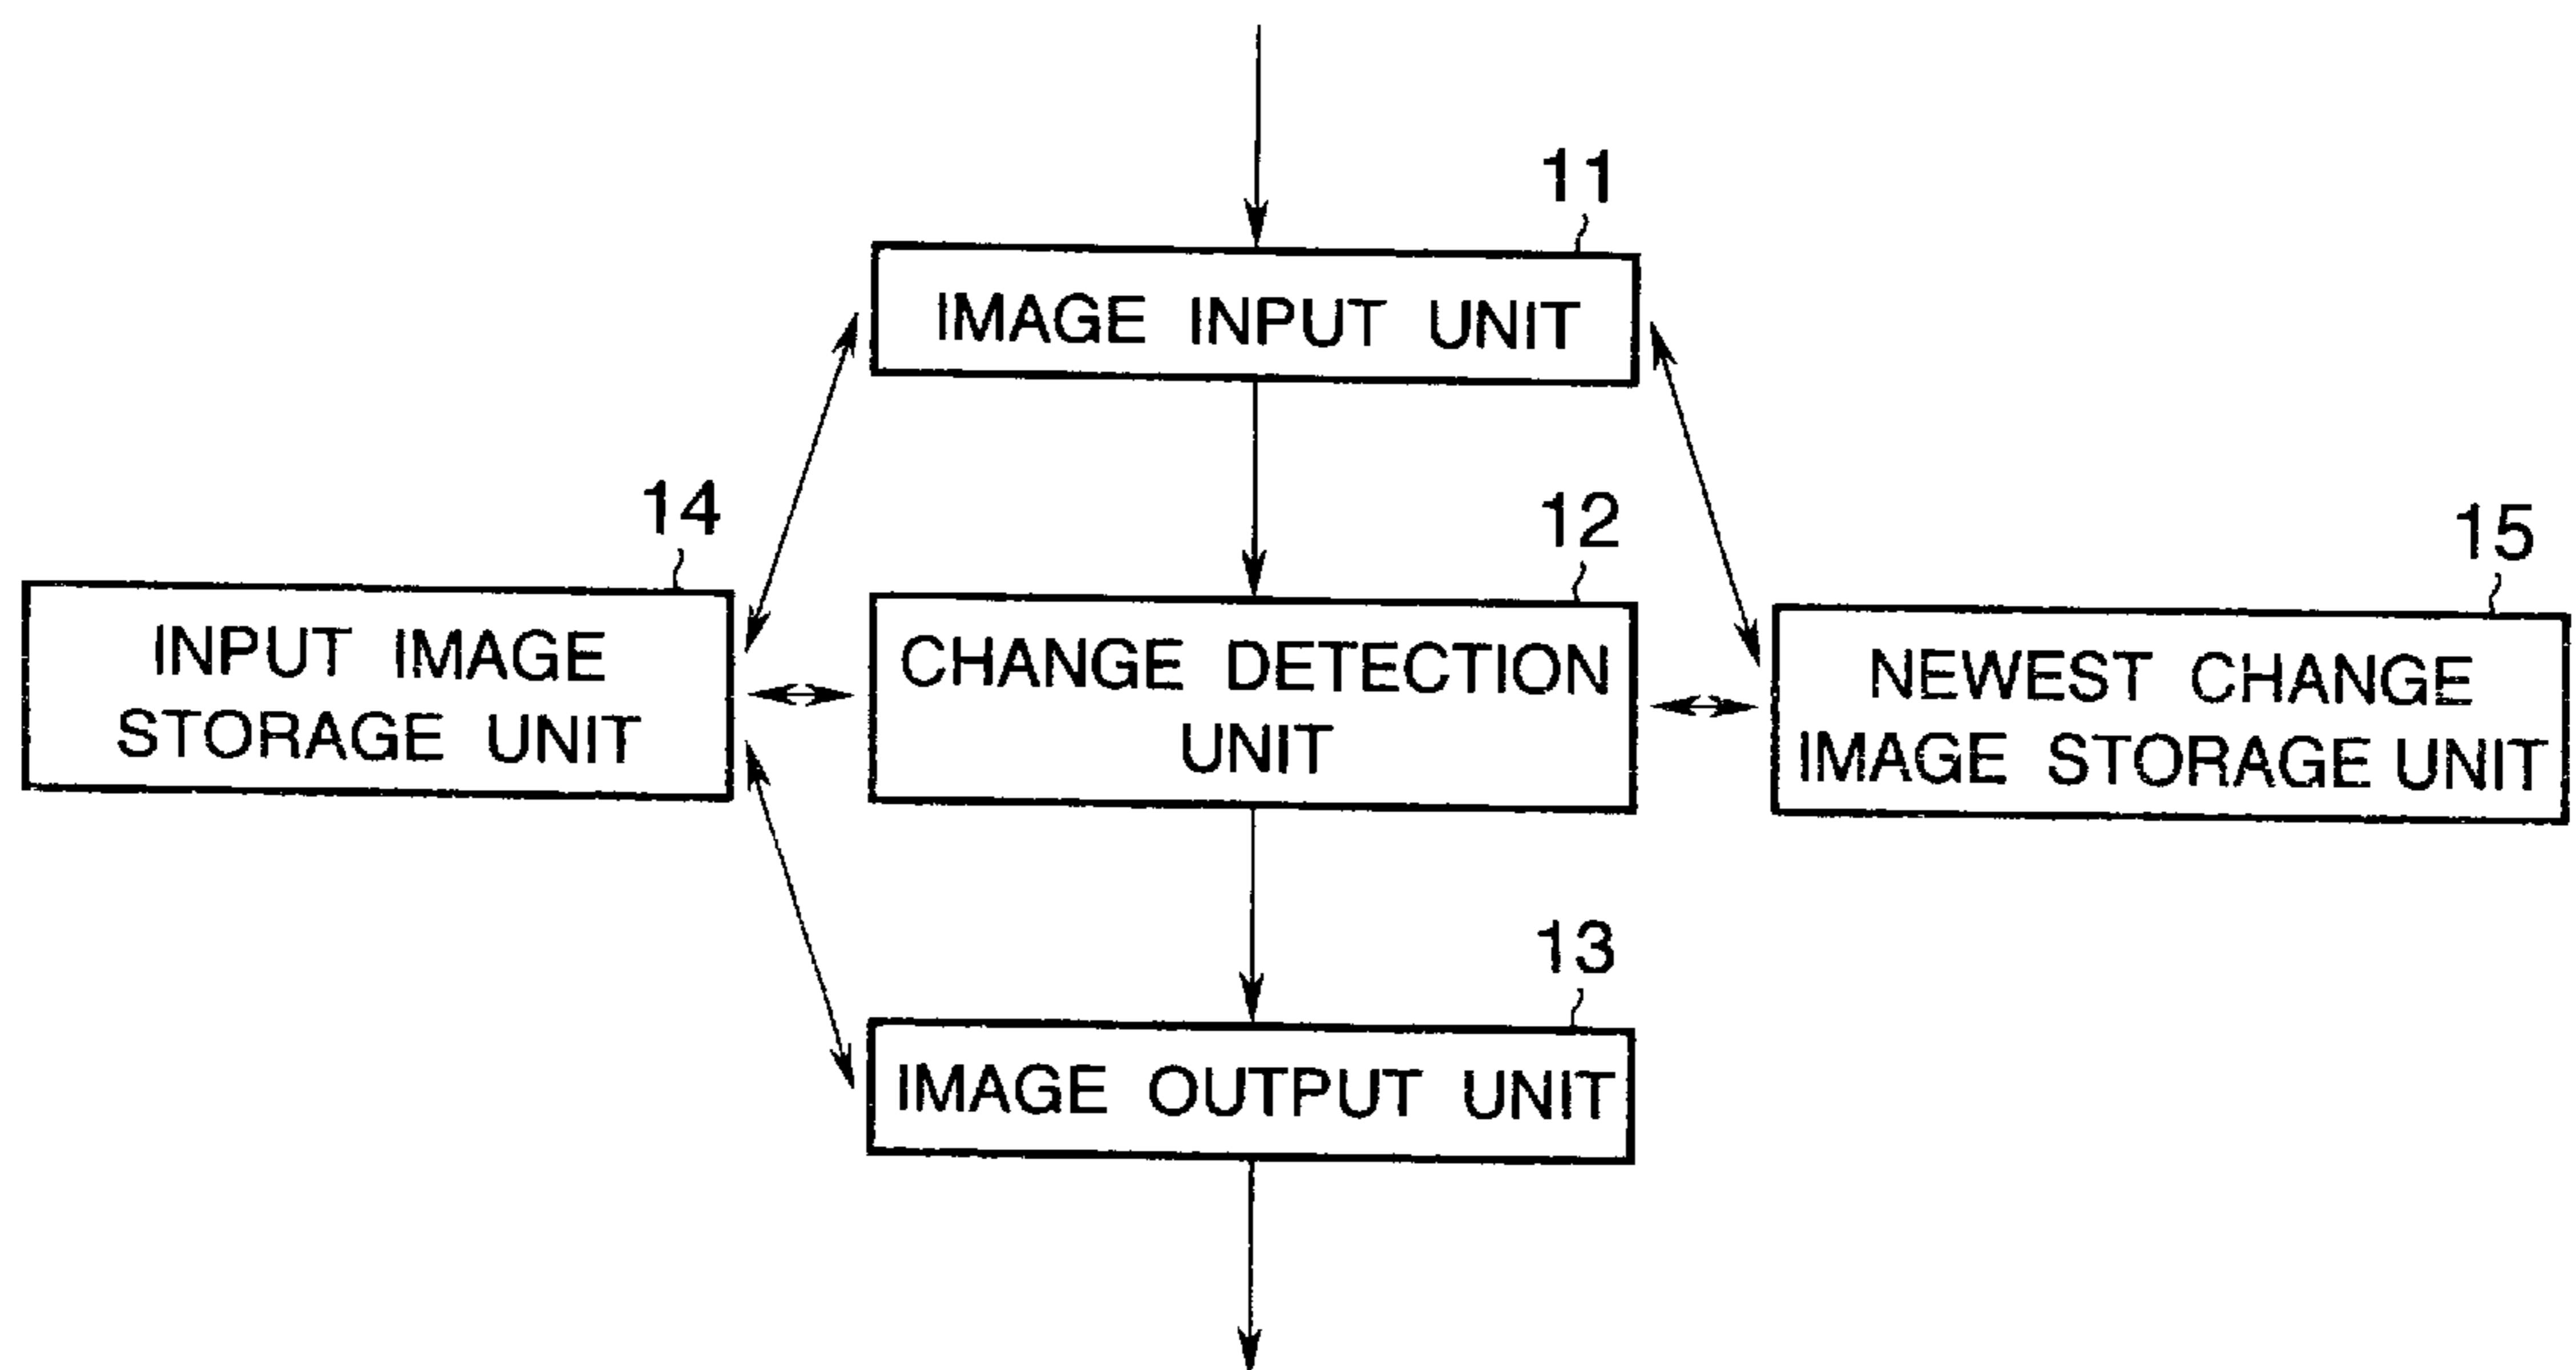 11
IMAGE INPUT UNIT
14
INPUT IMAGE
STORAGE UNIT
12
CHANGE DETECTION
UNIT
15
NEWEST CHANGE
IMAGE STORAGE UNIT
13
IMAGE OUTPUT UNIT